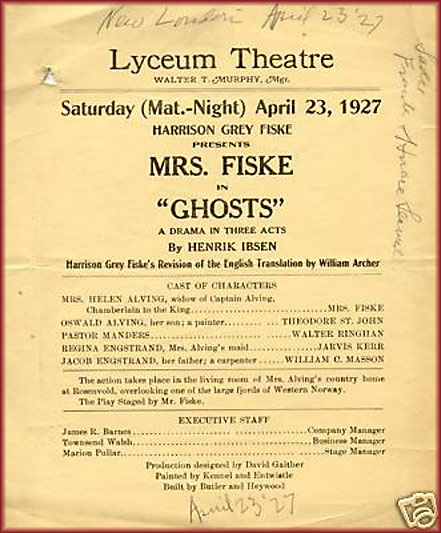 New London April 23 '27
Lyceum Theatre
WALTER T. MURPHY, Mgr.
Saturday (Mat.-Night) April 23, 1927
HARRISON GREY FISKE
PRESENTS
MRS. FISKE
IN
"GHOSTS"
A DRAMA IN THREE ACTS
By HENRIK IBSEN
Harrison Grey Fiske's Revision of the English Translation by William Archer
CAST OF CHARACTERS
MRS. HELEN ALVING, widow of Captain Alving,
Chamberlain to the King..............................MRS. FISKE
OSWALD ALVING, her son; a painter.......... ... THEODORE ST. JOHN
PASTOR MANDERS................. ... ........WALTER RINGHAM
REGINA ENGSTRAND, Mrs. Alving's maid..............JARVIS KERR
JACOB ENGSTRAND, her father; a carpenter ......WILLIAM C. MASSON
The action takes place in the living room of Mrs. Alving's country home
at Rosenvold, overlooking one of the large fjords of Western Norway.
The Play Staged by Mr. Fiske.
EXECUTIVE STAFF
James R. Barnes..............................Company Manager
Townsend Walsh..............................Business Manager
Marion Pullar..................................Stage Manager
Production designed by David Gaither
Painted by Kennel and Entwistle
Built by Butler and Heywood
April 23 '27